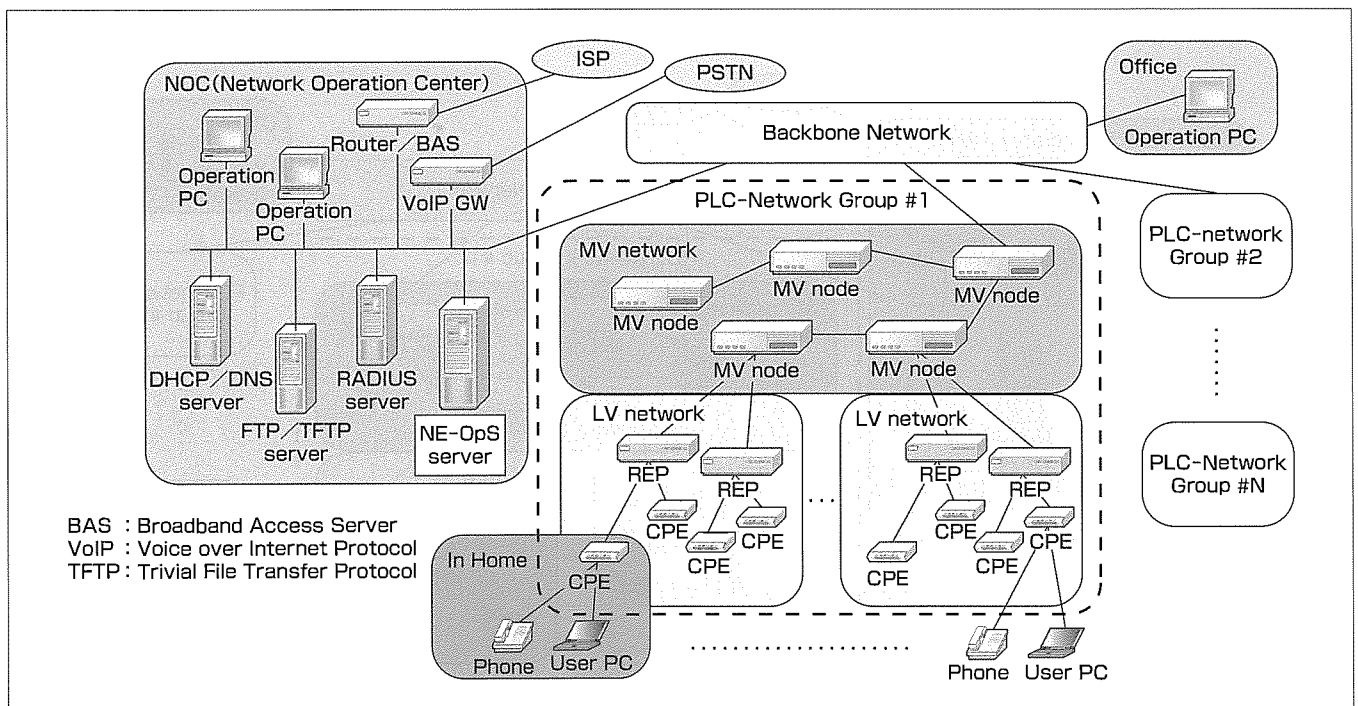 ISP
PSTN
Office
Operation PC
NOC(Network Operation Center)
Router/BAS
Operation
PC
Operation
PC
VoIP GW
DHCP/DNS
server
FTP/TFTP
server
RADIUS
server
NE-OpS
server
Backbone Network
PLC-Network Group #1
MV network
MV node
MV node
MV node
MV node
MV node
LV network
REP
REP
CPE
CPE
CPE
CPE
LV network
REP
REP
CPE
CPE
CPE
CPE
In Home
Phone
User PC
Phone
User PC
PLC-network
Group #2
PLC-Network
Group #N
BAS : Broadband Access Server
VoIP : Voice over Internet Protocol
TFTP : Trivial File Transfer Protocol